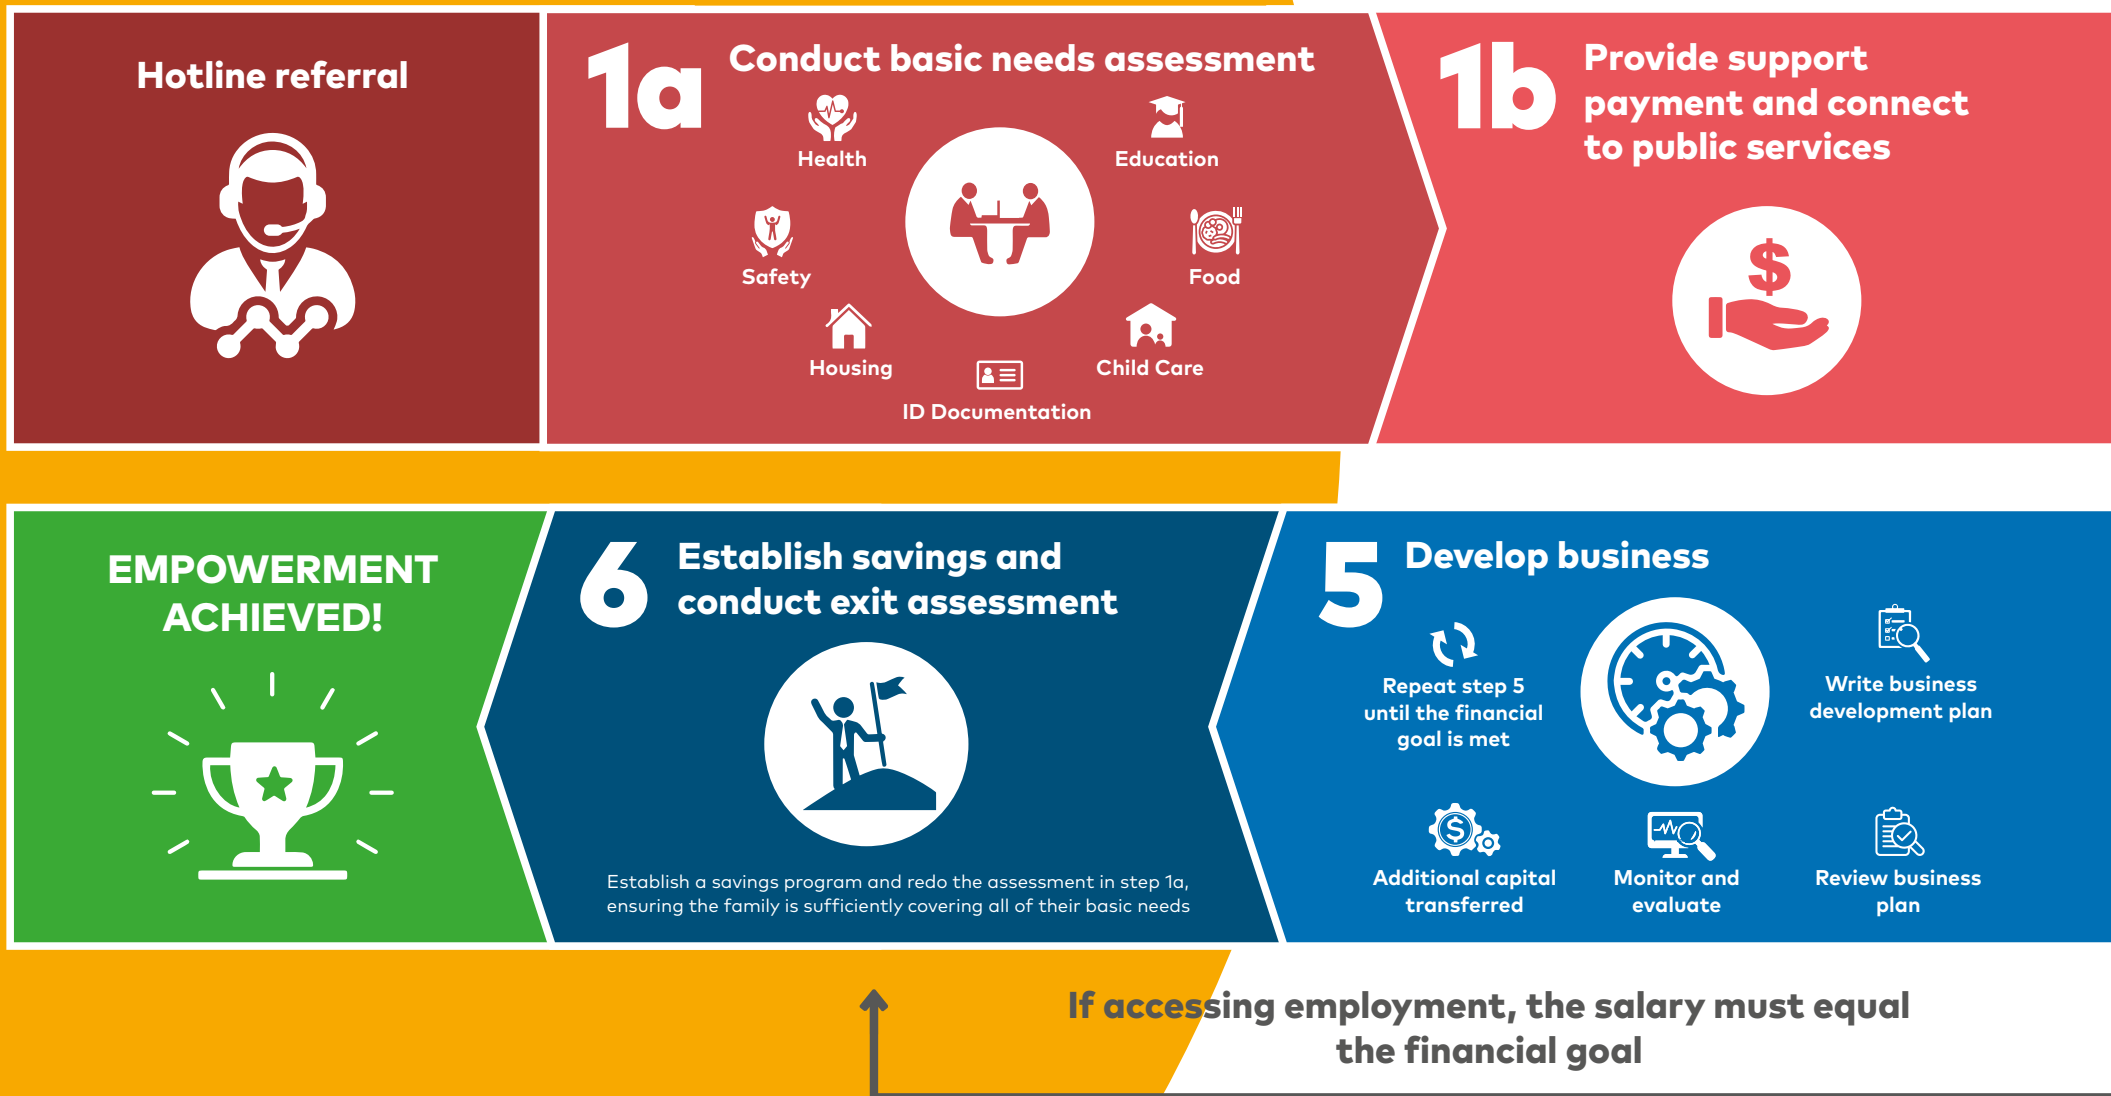 Hotline referral
1a
Conduct basic needs assessment
Health
Education
Safety
Food
Housing
Child Care
ID Documentation
1b
Provide support
payment and connect
to public services
$
EMPOWERMENT
ACHIEVED!
6
Establish savings and
conduct exit assessment
Establish a savings program and redo the assessment in step 1a,
ensuring the family is sufficiently covering all of their basic needs
5
Develop business
Repeat step 5
until the financial
goal is met
Write business
development plan
$
Additional capital
transferred
Monitor and
evaluate
Review business
plan
If accessing employment, the salary must equal
the financial goal